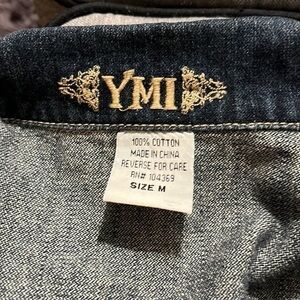 YMI
100% COTTON
MADE IN CHINA
REVERSE FOR CARE
RN# 104369
SIZE M